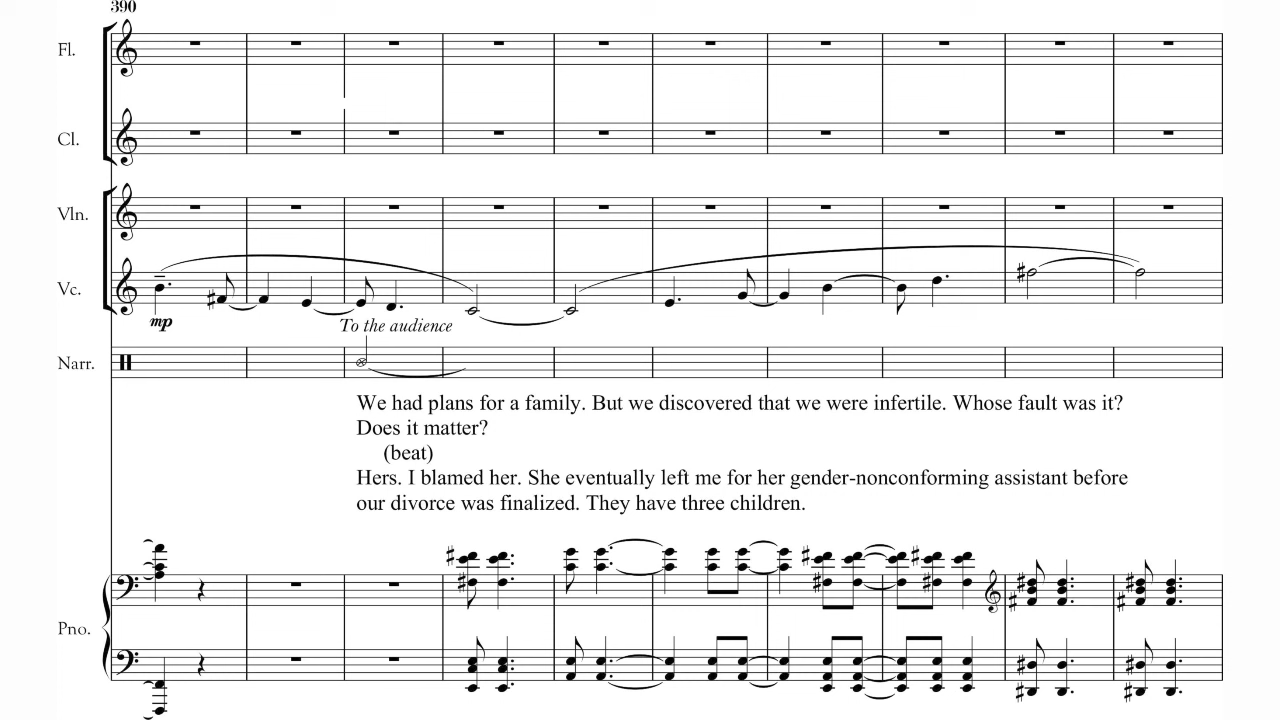 390
Fl.
Cl.
Vln.
Vc.
mp
To the audience
Narr.
We had plans for a family. But we discovered that we were infertile. Whose fault was it?
Does it matter?
(beat)
Hers. I blamed her. She eventually left me for her gender-nonconforming assistant before
our divorce was finalized. They have three children.
Pno.